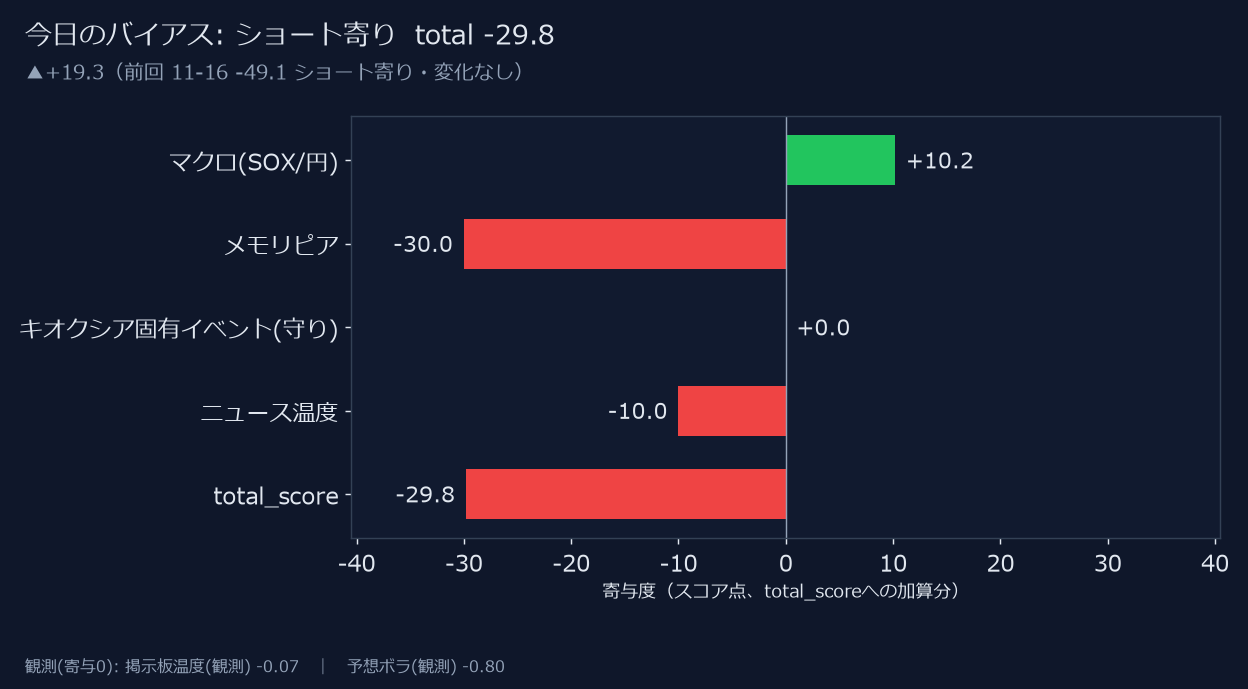 今日のバイアス: ショート寄り total -29.8
▲+19.3（前回 11-16 -49.1 ショート寄り・変化なし）
マクロ(SOX/円)
+10.2
メモリピア
-30.0
キオクシア固有イベント(守り)
+0.0
ニュース温度
-10.0
total_score
-29.8
-40 -30 -20 -10 0 10 20 30 40
寄与度（スコア点、total_scoreへの加算分）
観測(寄与0): 掲示板温度(観測) -0.07 | 予想ボラ(観測) -0.80